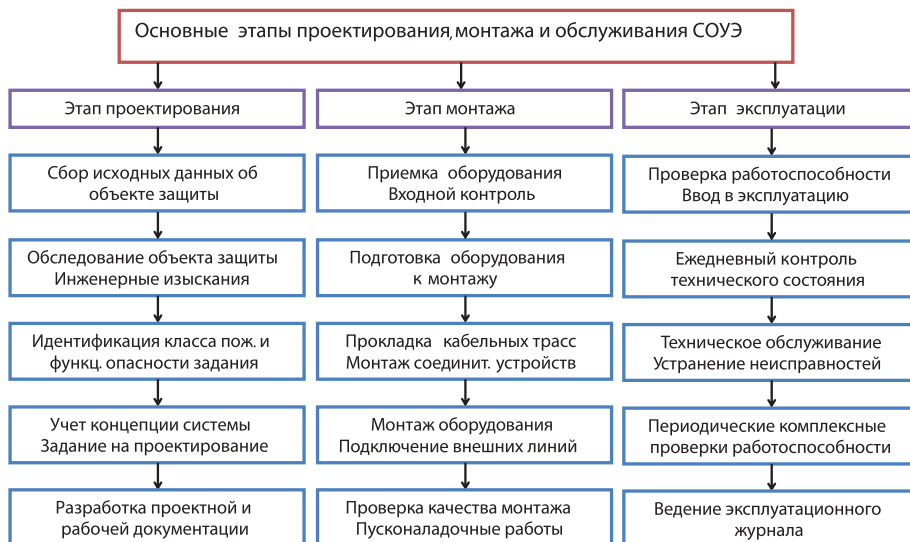 Основные этапы проектирования, монтажа и обслуживания СОУЭ
Этап проектирования
Сбор исходных данных об
объекте защиты
Обследование объекта защиты
Инженерные изыскания
Идентификация класса пож. и
функц. опасности задания
Учет концепции системы
Задание на проектирование
Разработка проектной и
рабочей документации
Этап монтажа
Приемка оборудования
Входной контроль
Подготовка оборудования
к монтажу
Прокладка кабельных трасс
Монтаж соединит. устройств
Монтаж оборудования
Подключение внешних линий
Проверка качества монтажа
Пусконаладочные работы
Этап эксплуатации
Проверка работоспособности
Ввод в эксплуатацию
Ежедневный контроль
технического состояния
Техническое обслуживание
Устранение неисправностей
Периодические комплексные
проверки работоспособности
Ведение эксплуатационного
журнала